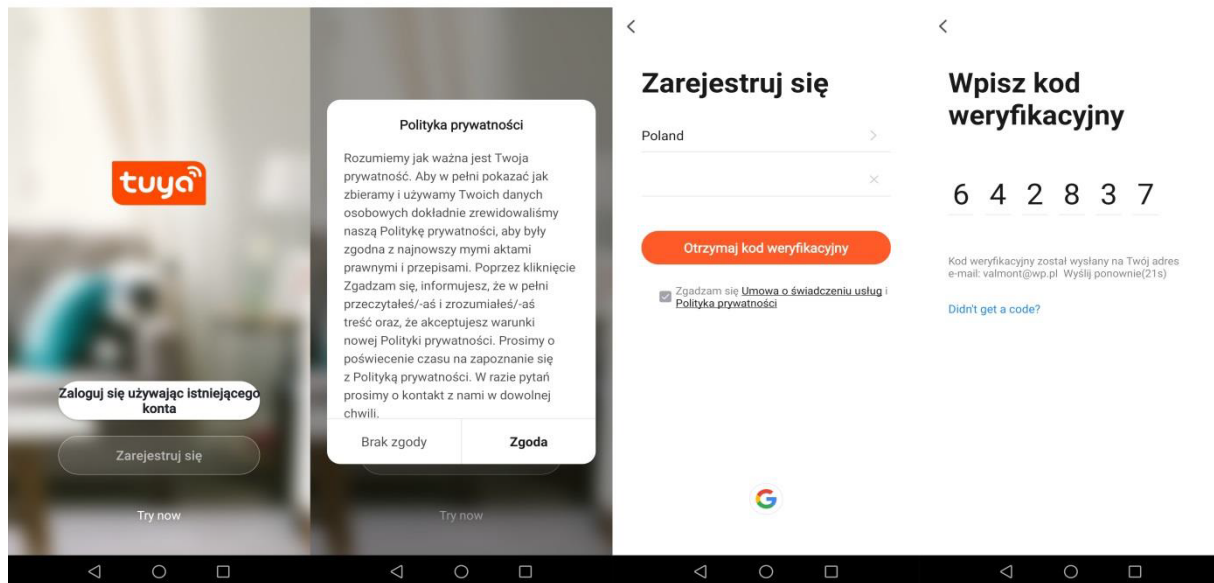 tuya
Zaloguj się używając istniejącego
konta
Zarejestruj się
Try now
Polityka prywatności
Rozumiemy jak ważna jest Twoja
prywatność. Aby w pełni pokazać jak
zbieramy i używamy Twoich danych
osobowych dokładnie zrewidowaliśmy
naszą Politykę prywatności, aby były
zgodna z najnowszy mymi aktami
prawnymi i przepisami. Poprzez kliknięcie
Zgadzam się, informujesz, że w pełni
przeczytałeś/-aś i zrozumiałeś/-aś
treść oraz, że akceptujesz warunki
nowej Polityki prywatności. Prosimy o
poświecenie czasu na zapoznanie się
z Polityką prywatności. W razie pytań
prosimy o kontakt z nami w dowolnej
chwili.
Brak zgody
Zgoda
Try now
Zarejestruj się
Poland
Otrzymaj kod weryfikacyjny
Zgadzam się Umowa o świadczeniu usług i
Polityka prywatności
G
Wpisz kod
weryfikacyjny
6 4 2 8 3 7
Kod weryfikacyjny został wysłany na Twój adres
e-mail: valmont@wp.pl Wyślij ponownie(21s)
Didn't get a code?